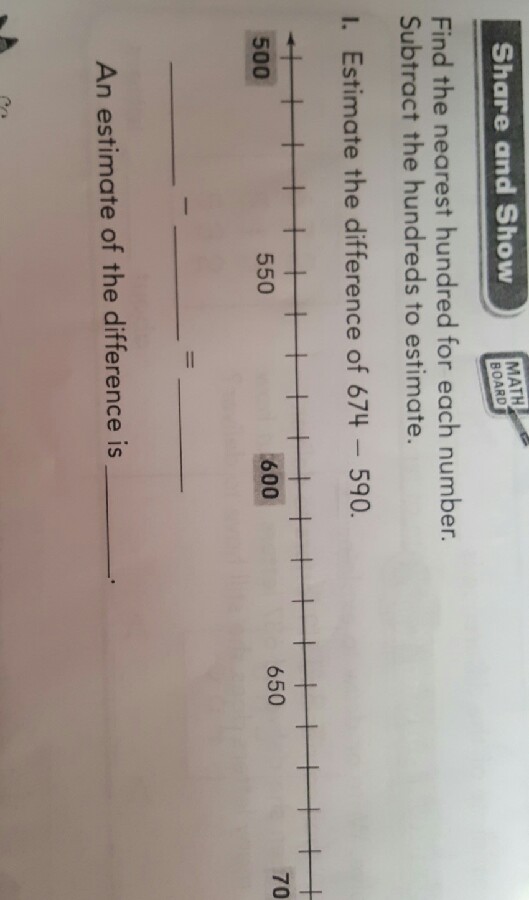 Share and Show
MATH
BOARD
Find the nearest hundred for each number.
Subtract the hundreds to estimate.
1. Estimate the difference of 674 – 590.
500 550 600 650 70
_____ – _____ = _____
An estimate of the difference is _____.